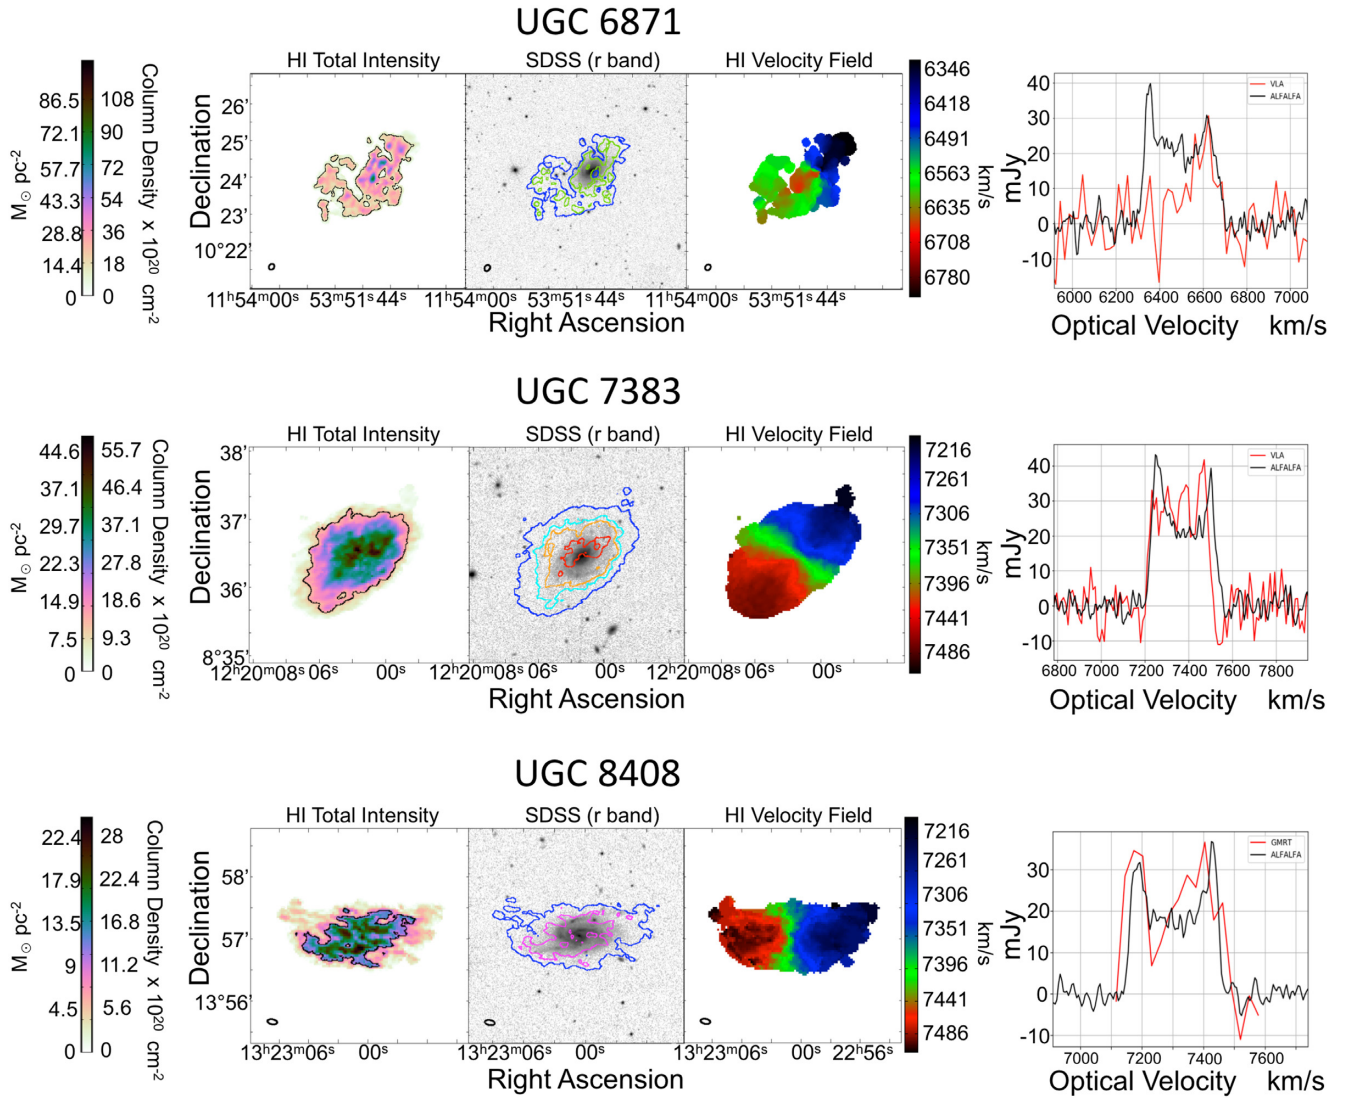 UGC 6871
HI Total Intensity
SDSS (r band)
HI Velocity Field
M☉ pc-2
86.5
72.1
57.7
43.3
28.8
14.4
0
108
90
72
54
36
18
0
Column Density x 10^20 cm-2
Declination
26'
25'
24'
23'
10°22'
11h54m00s 53m51s44s 11h54m00s 53m51s44s 11h54m00s 53m51s44s
Right Ascension
6346
6418
6491
6563
6635
6708
6780
km/s
mJy
40
30
20
10
0
-10
VLA
ALFALFA
6000 6200 6400 6600 6800 7000
Optical Velocity km/s
UGC 7383
HI Total Intensity
SDSS (r band)
HI Velocity Field
M☉ pc-2
44.6
37.1
29.7
22.3
14.9
7.5
0
55.7
46.4
37.1
27.8
18.6
9.3
0
Column Density x 10^20 cm-2
Declination
38'
37'
36'
8°35'
12h20m08s 06s 00s 12h20m08s 06s 00s 12h20m08s 06s 00s
Right Ascension
7216
7261
7306
7351
7396
7441
7486
km/s
mJy
40
30
20
10
0
-10
VLA
ALFALFA
6800 7000 7200 7400 7600 7800
Optical Velocity km/s
UGC 8408
HI Total Intensity
SDSS (r band)
HI Velocity Field
M☉ pc-2
22.4
17.9
13.5
9
4.5
0
28
22.4
16.8
11.2
5.6
0
Column Density x 10^20 cm-2
Declination
58'
57'
13°56'
13h23m06s 00s 13h23m06s 00s 13h23m06s 00s 22m56s
Right Ascension
7216
7261
7306
7351
7396
7441
7486
km/s
mJy
30
20
10
0
-10
GMRT
ALFALFA
7000 7200 7400 7600
Optical Velocity km/s